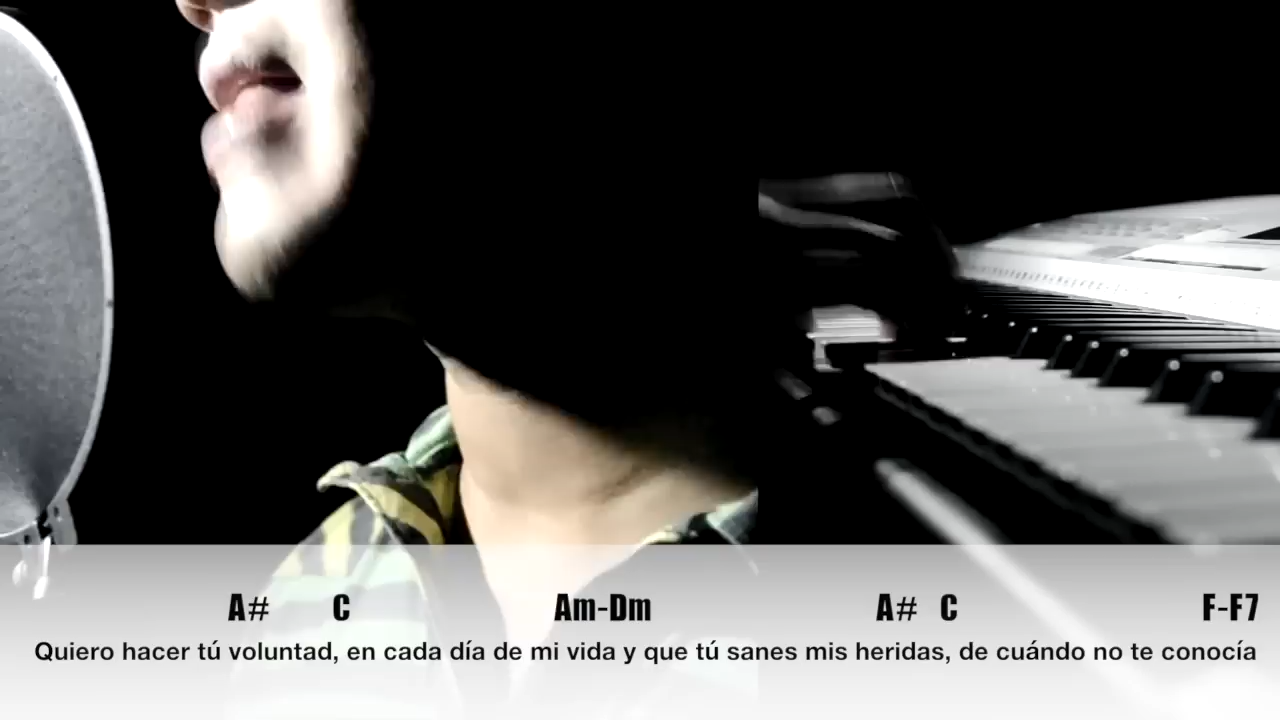 A# C Am-Dm A# C F-F7
Quiero hacer tú voluntad, en cada día de mi vida y que tú sanes mis heridas, de cuándo no te conocía